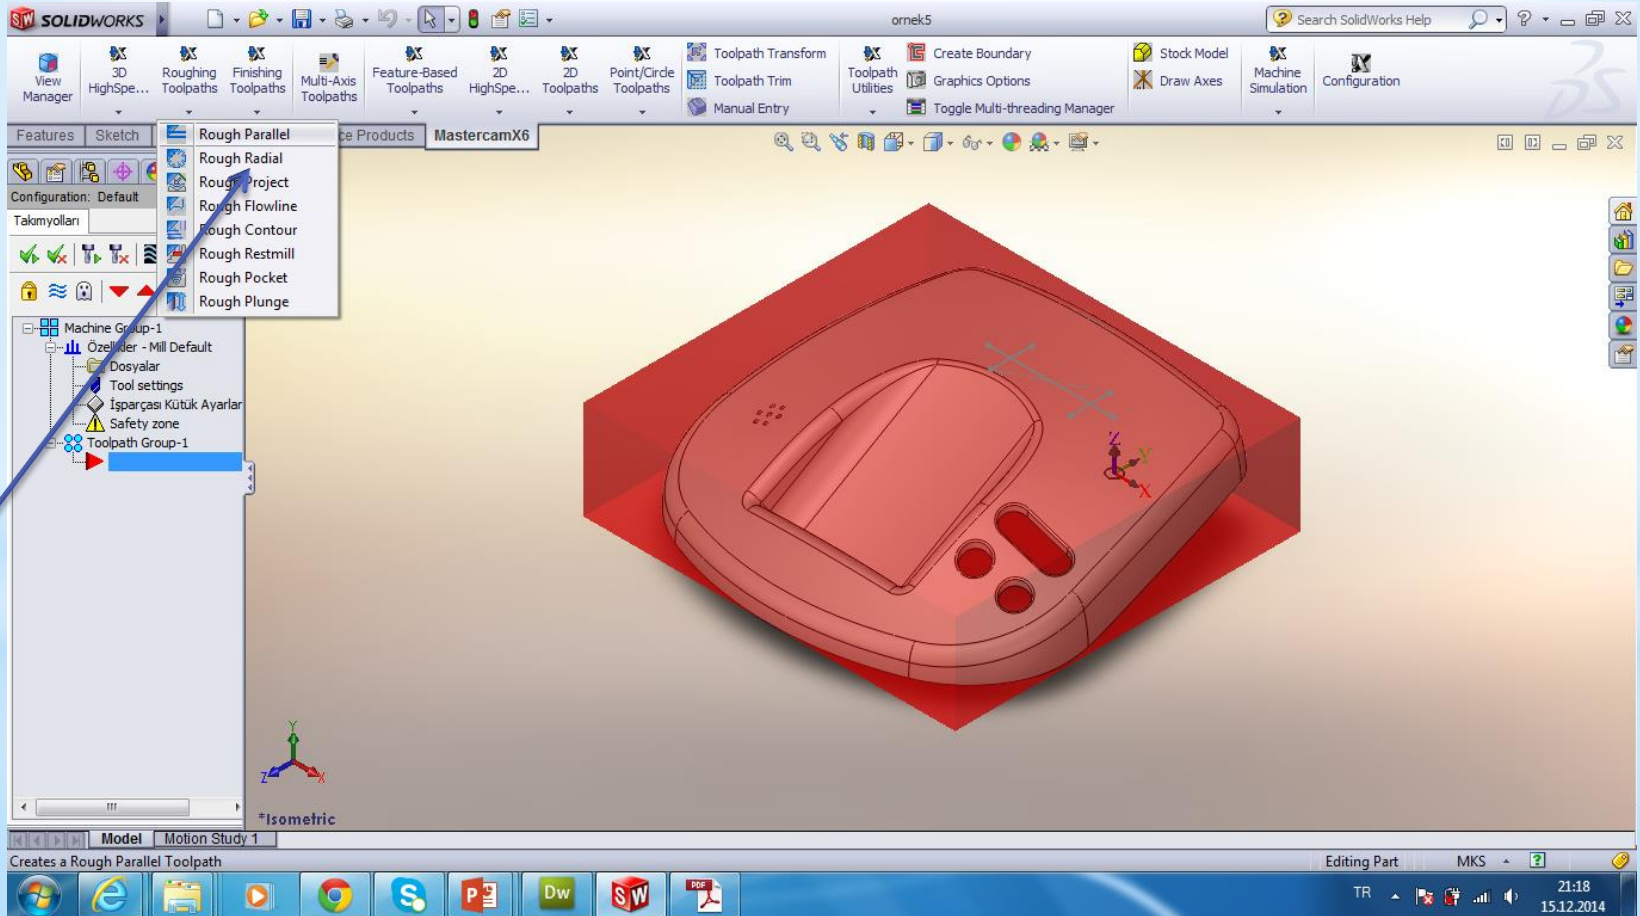 SW SOLIDWORKS
ornek5
Search SolidWorks Help
View Manager
3D HighSpe...
Roughing Toolpaths
Finishing Toolpaths
Multi-Axis Toolpaths
Feature-Based Toolpaths
2D HighSpe...
2D Toolpaths
Point/Circle Toolpaths
Toolpath Transform
Toolpath Trim
Manual Entry
Toolpath Utilities
Create Boundary
Graphics Options
Toggle Multi-threading Manager
Stock Model
Draw Axes
Machine Simulation
Configuration
Features
Sketch
ce Products
MastercamX6
Rough Parallel
Rough Radial
Rough Project
Rough Flowline
Rough Contour
Rough Restmill
Rough Pocket
Rough Plunge
Configuration: Default
Takımyolları
Machine Group-1
Özellikler - Mill Default
Dosyalar
Tool settings
İşparçası Kütük Ayarlar
Safety zone
Toolpath Group-1
Z
Y
X
Y
Z
X
*Isometric
Model
Motion Study 1
Creates a Rough Parallel Toolpath
Editing Part
MKS
Dw
SW
PDF
TR
21:18
15.12.2014